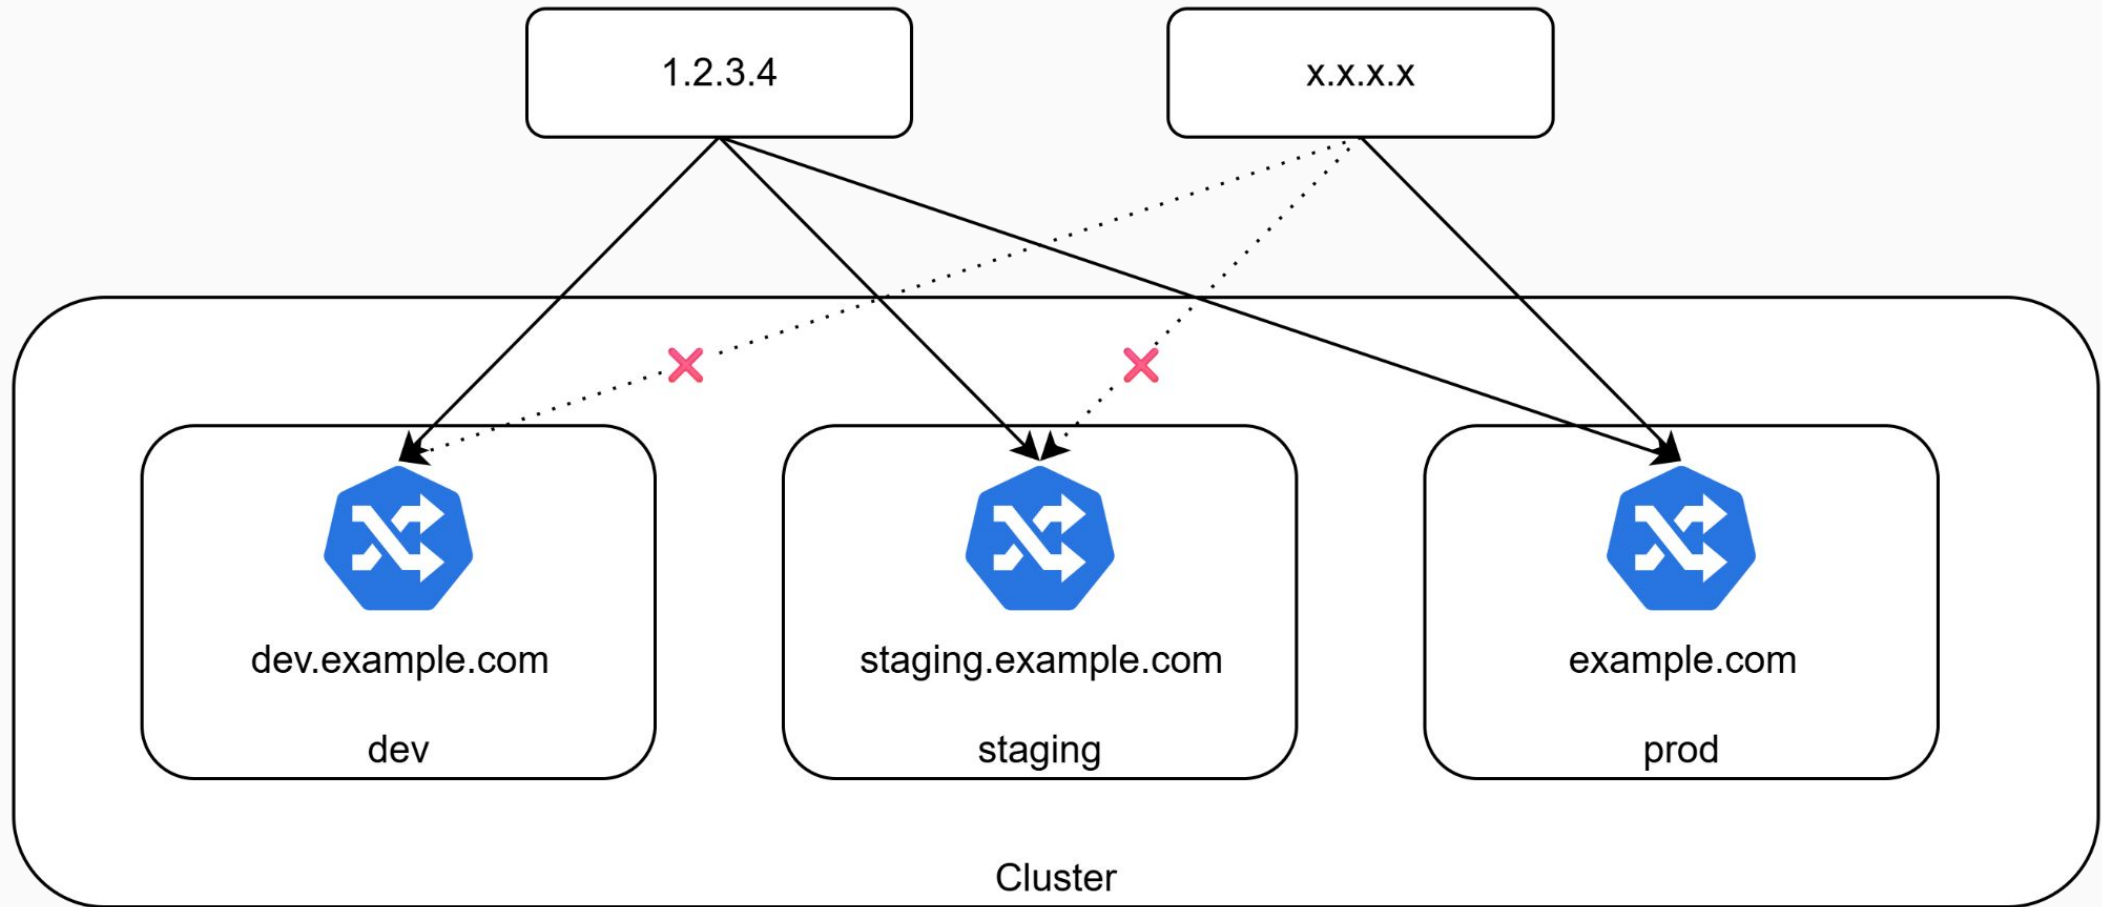 1.2.3.4
x.x.x.x
dev.example.com
staging.example.com
example.com
dev
staging
prod
Cluster